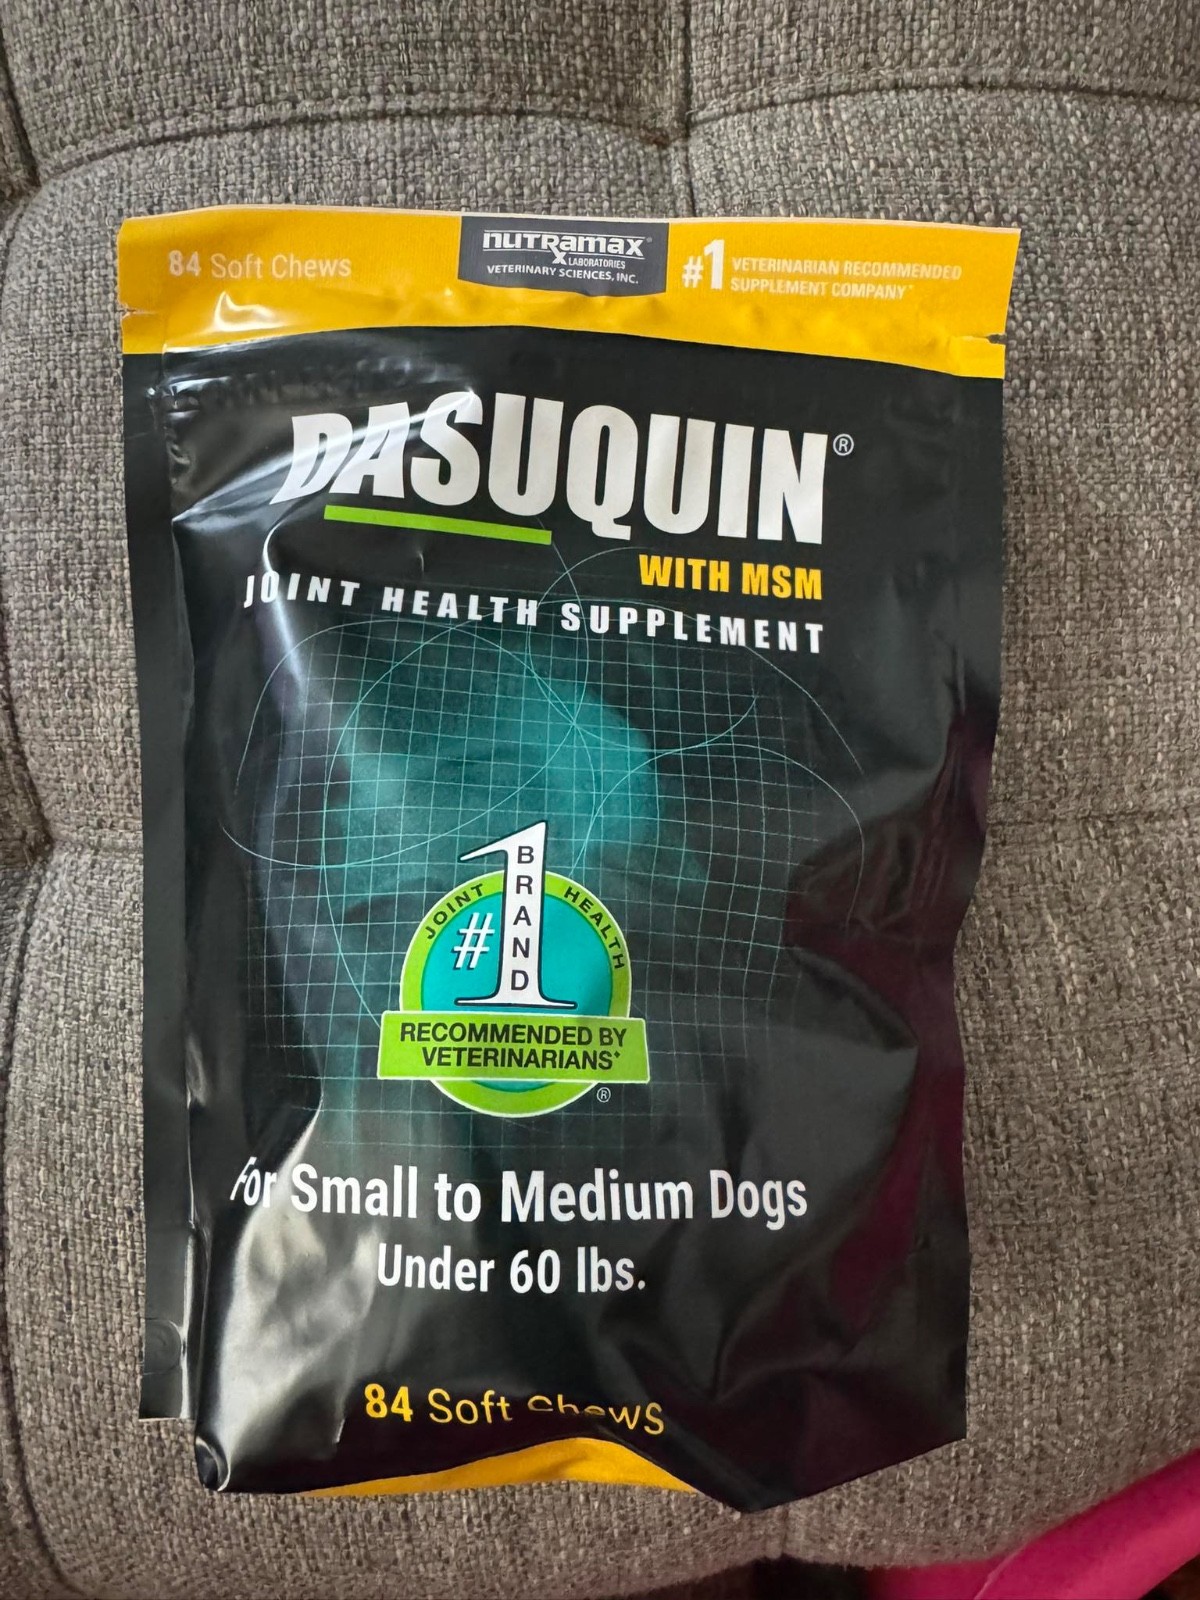 84 Soft Chews
nutramax®
Rx LABORATORIES
VETERINARY SCIENCES, INC.
#1 VETERINARIAN RECOMMENDED
SUPPLEMENT COMPANY*
DASUQUIN®
WITH MSM
JOINT HEALTH SUPPLEMENT
JOINT HEALTH
#1 BRAND
RECOMMENDED BY
VETERINARIANS*
®
For Small to Medium Dogs
Under 60 lbs.
84 Soft Chews